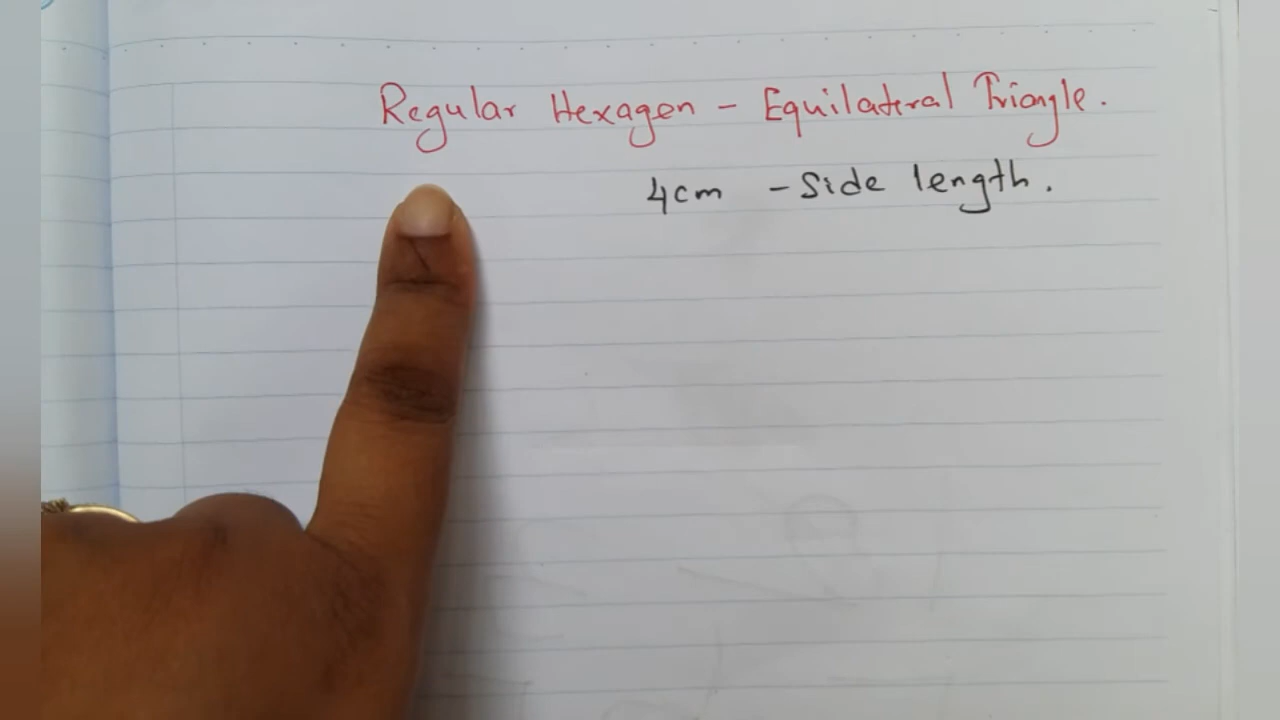 Regular Hexagon - Equilateral Triangle.
4cm - Side length.